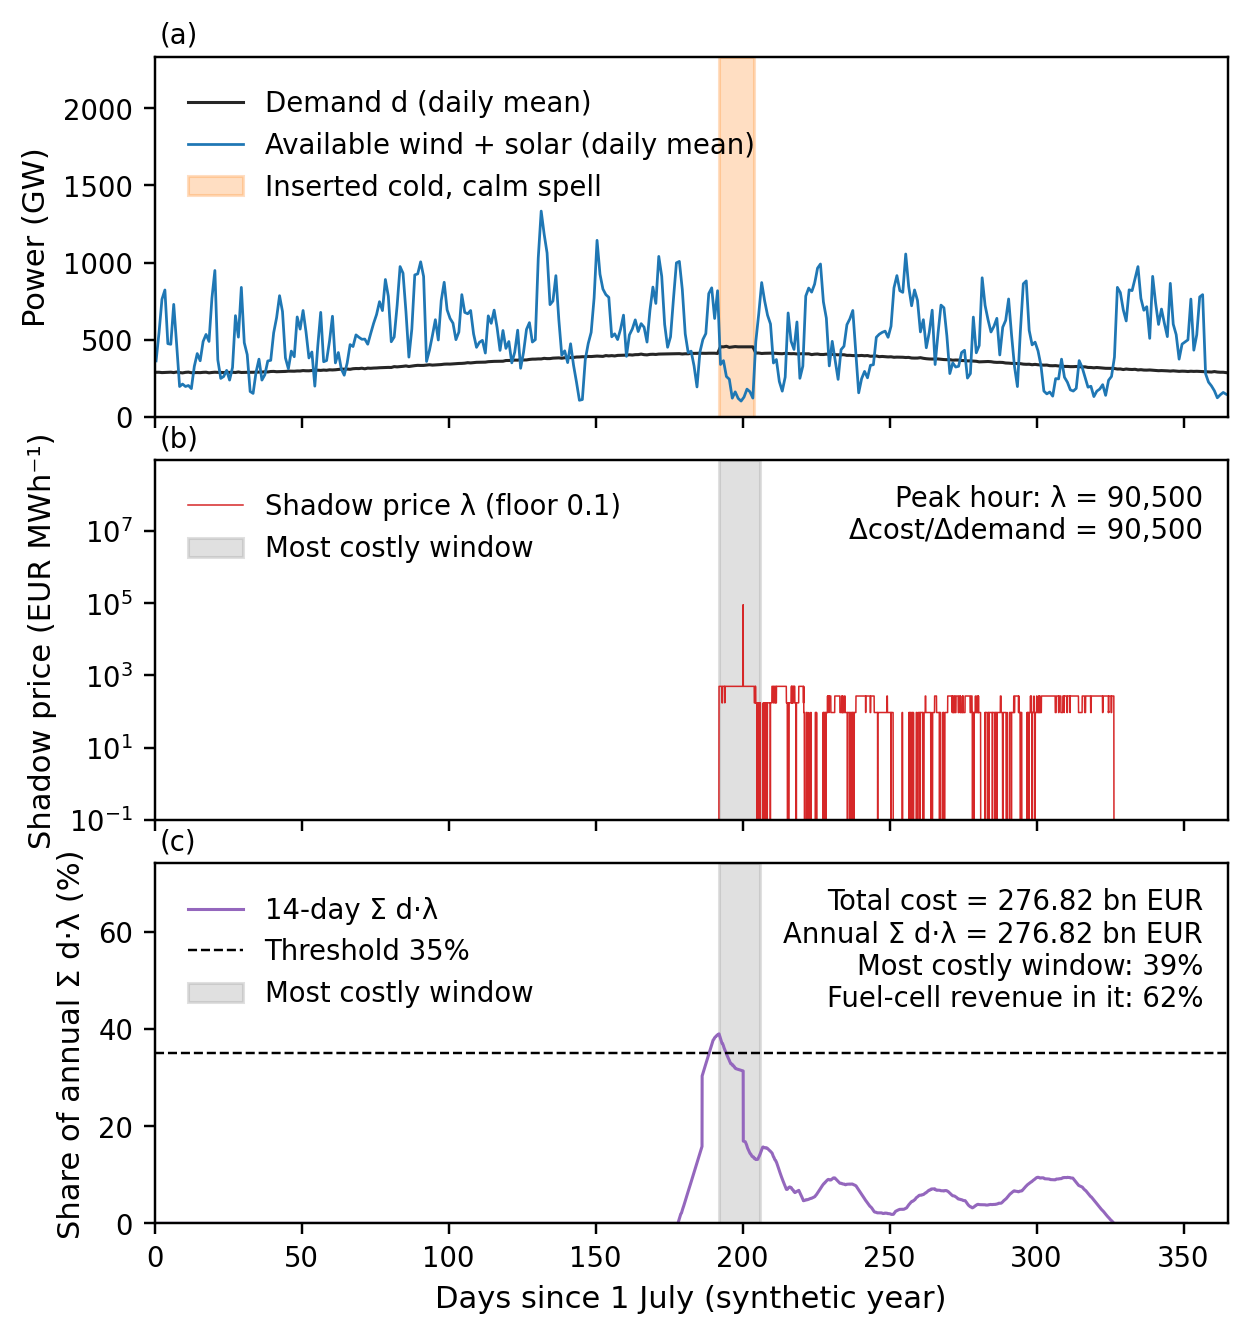 (a)
Power (GW)
2000
1500
1000
500
0
Demand d (daily mean)
Available wind + solar (daily mean)
Inserted cold, calm spell
(b)
Shadow price (EUR MWh⁻¹)
10⁷
10⁵
10³
10¹
10⁻¹
Shadow price λ (floor 0.1)
Most costly window
Peak hour: λ = 90,500
Δcost/Δdemand = 90,500
(c)
Share of annual Σ d·λ (%)
60
40
20
0
14-day Σ d·λ
Threshold 35%
Most costly window
Total cost = 276.82 bn EUR
Annual Σ d·λ = 276.82 bn EUR
Most costly window: 39%
Fuel-cell revenue in it: 62%
0 50 100 150 200 250 300 350
Days since 1 July (synthetic year)